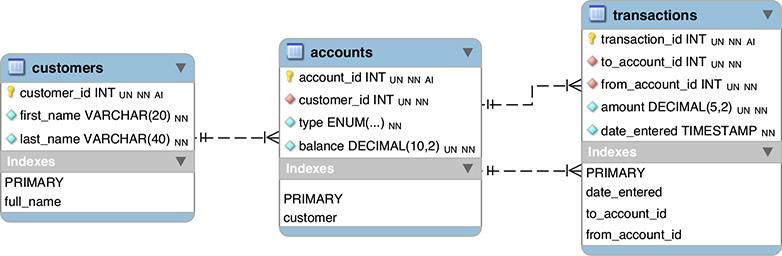 customers
customer_id INT UN NN AI
first_name VARCHAR(20) NN
last_name VARCHAR(40) NN
Indexes
PRIMARY
full_name
accounts
account_id INT UN NN AI
customer_id INT UN NN
type ENUM(...) NN
balance DECIMAL(10,2) UN NN
Indexes
PRIMARY
customer
transactions
transaction_id INT UN NN AI
to_account_id INT UN NN
from_account_id INT UN NN
amount DECIMAL(5,2) UN NN
date_entered TIMESTAMP NN
Indexes
PRIMARY
date_entered
to_account_id
from_account_id